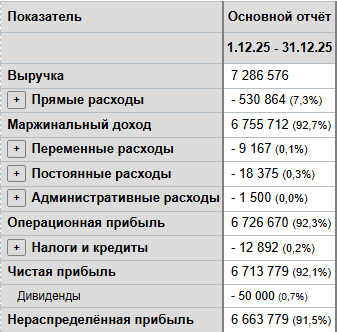 Показатель Основной отчёт
1.12.25 - 31.12.25
Выручка 7 286 576
+ Прямые расходы - 530 864 (7,3%)
Маржинальный доход 6 755 712 (92,7%)
+ Переменные расходы - 9 167 (0,1%)
+ Постоянные расходы - 18 375 (0,3%)
+ Административные расходы - 1 500 (0,0%)
Операционная прибыль 6 726 670 (92,3%)
+ Налоги и кредиты - 12 892 (0,2%)
Чистая прибыль 6 713 779 (92,1%)
Дивиденды - 50 000 (0,7%)
Нераспределённая прибыль 6 663 779 (91,5%)